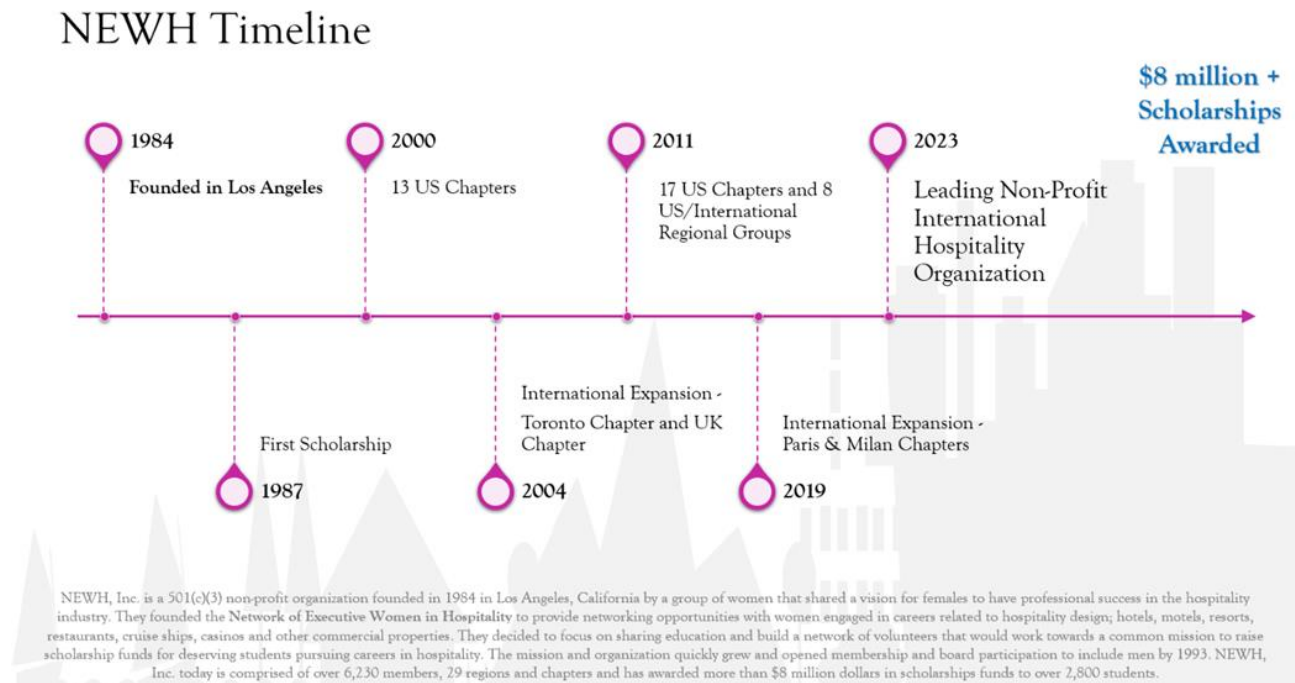 NEWH Timeline
$8 million +
Scholarships
Awarded
1984
Founded in Los Angeles
2000
13 US Chapters
2011
17 US Chapters and 8
US/International
Regional Groups
2023
Leading Non-Profit
International
Hospitality
Organization
First Scholarship
1987
International Expansion -
Toronto Chapter and UK
Chapter
2004
International Expansion -
Paris & Milan Chapters
2019
NEWH, Inc. is a 501(c)(3) non-profit organization founded in 1984 in Los Angeles, California by a group of women that shared a vision for females to have professional success in the hospitality
industry. They founded the Network of Executive Women in Hospitality to provide networking opportunities with women engaged in careers related to hospitality design; hotels, motels, resorts,
restaurants, cruise ships, casinos and other commercial properties. They decided to focus on sharing education and build a network of volunteers that would work towards a common mission to raise
scholarship funds for deserving students pursuing careers in hospitality. The mission and organization quickly grew and opened membership and board participation to include men by 1993. NEWH,
Inc. today is comprised of over 6,230 members, 29 regions and chapters and has awarded more than $8 million dollars in scholarships funds to over 2,800 students.